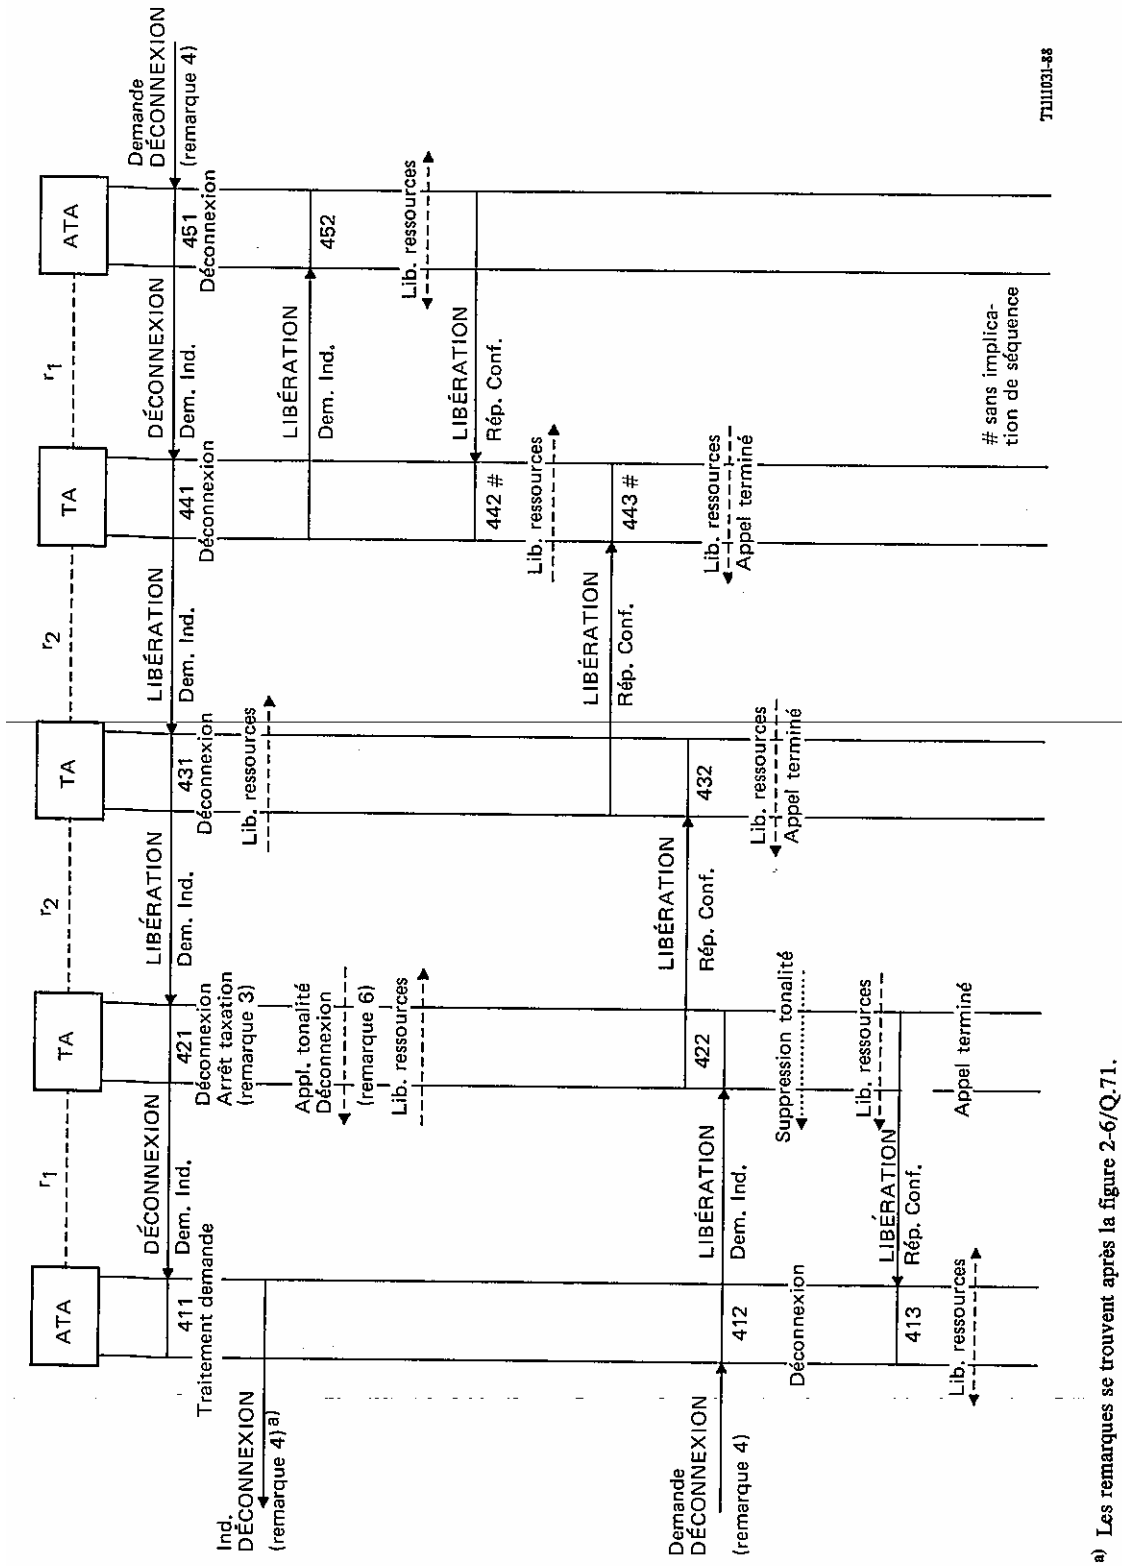 ATA
r1
TA
r2
TA
r2
TA
r1
ATA
Demande
DÉCONNEXION
(remarque 4)
DÉCONNEXION
Dem. Ind.
411
Traitement demande
421
Déconnexion
Arrêt taxation
(remarque 3)
LIBÉRATION
Dem. Ind.
431
Déconnexion
LIBÉRATION
Dem. Ind.
441
Déconnexion
DÉCONNEXION
Dem. Ind.
451
Déconnexion
Ind.
DÉCONNEXION
(remarque 4) a)
Appl. tonalité
Déconnexion
(remarque 6)
Lib. ressources
Lib. ressources
LIBÉRATION
Dem. Ind.
452
Lib. ressources
LIBÉRATION
Rép. Conf.
442 #
Lib. ressources
LIBÉRATION
Rép. Conf.
443 #
Lib. ressources
Appel terminé
Demande
DÉCONNEXION
(remarque 4)
412
Déconnexion
LIBÉRATION
Dem. Ind.
422
LIBÉRATION
Rép. Conf.
432
Lib. ressources
Appel terminé
Suppression tonalité
Lib. ressources
LIBÉRATION
Rép. Conf.
413
Lib. ressources
Appel terminé
# sans implica-
tion de séquence
T1111031-88
a) Les remarques se trouvent après la figure 2-6/Q.71.